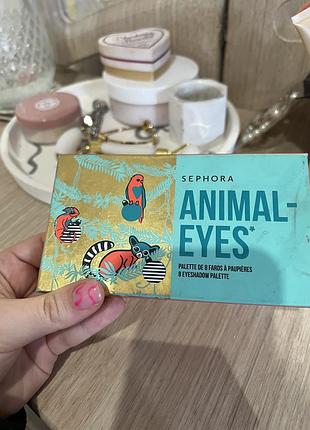 SEPHORA
ANIMAL-
EYES*
PALETTE DE 8 FARDS À PAUPIÈRES
8 EYESHADOW PALETTE